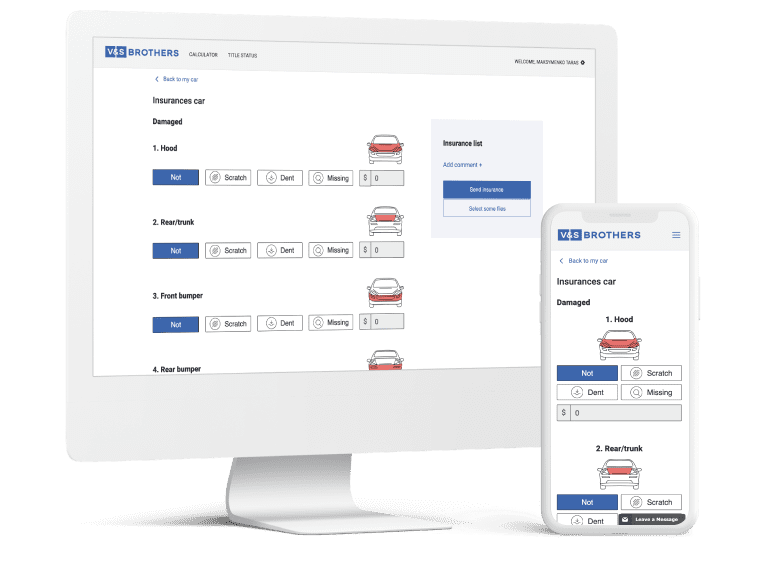 V&S BROTHERS CALCULATOR TITLE STATUS WELCOME, MAKSYMENKO TARAS
Back to my car
Insurances car
Damaged
1. Hood
Not Scratch Dent Missing $ 0
2. Rear/trunk
Not Scratch Dent Missing $ 0
3. Front bumper
Not Scratch Dent Missing $ 0
4. Rear bumper
Insurance list
Add comment +
Send insurance
Select some files
V&S BROTHERS
Back to my car
Insurances car
Damaged
1. Hood
Not Scratch
Dent Missing
$ 0
2. Rear/trunk
Not Scratch
Dent Leave a Message